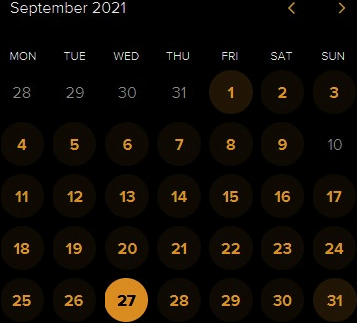 September 2021
MON TUE WED THU FRI SAT SUN
28 29 30 31 1 2 3
4 5 6 7 8 9 10
11 12 13 14 15 16 17
18 19 20 21 22 23 24
25 26 27 28 29 30 31